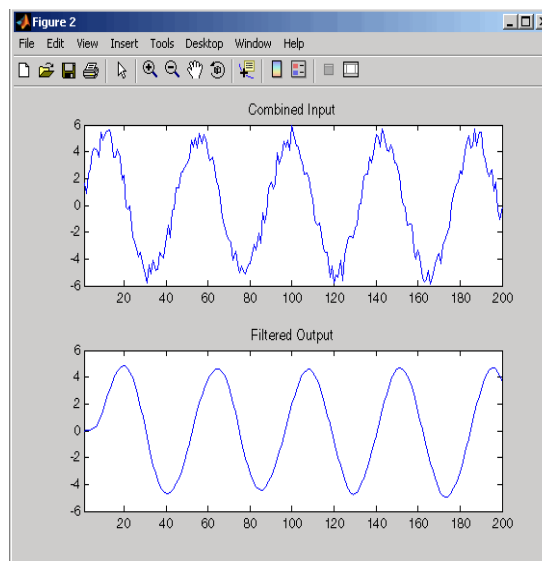 Figure 2
File Edit View Insert Tools Desktop Window Help
Combined Input
6
4
2
0
-2
-4
-6
20 40 60 80 100 120 140 160 180 200
Filtered Output
6
4
2
0
-2
-4
-6
20 40 60 80 100 120 140 160 180 200